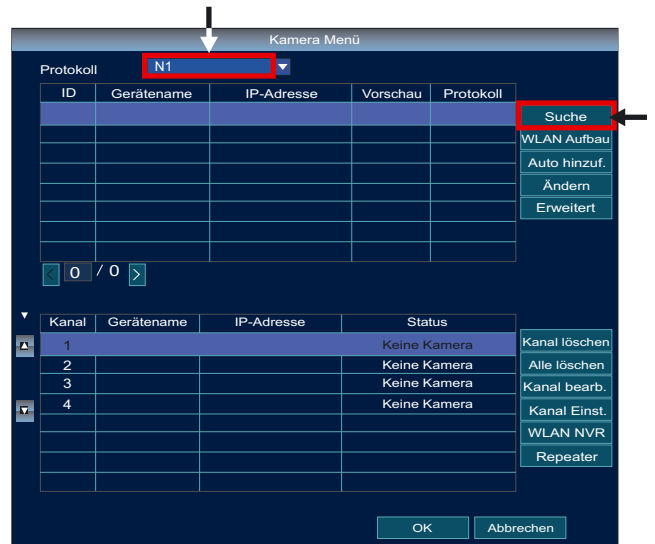 Kamera Menü
Protokoll N1
ID Gerätename IP-Adresse Vorschau Protokoll
Suche
WLAN Aufbau
Auto hinzuf.
Ändern
Erweitert
< 0 / 0 >
Kanal Gerätename IP-Adresse Status
1 Keine Kamera
2 Keine Kamera
3 Keine Kamera
4 Keine Kamera
Kanal löschen
Alle löschen
Kanal bearb.
Kanal Einst.
WLAN NVR
Repeater
OK Abbrechen